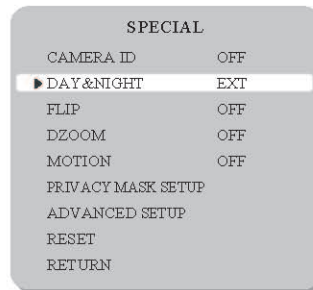 SPECIAL
CAMERA ID OFF
DAY&NIGHT EXT
FLIP OFF
DZOOM OFF
MOTION OFF
PRIVACY MASK SETUP
ADVANCED SETUP
RESET
RETURN